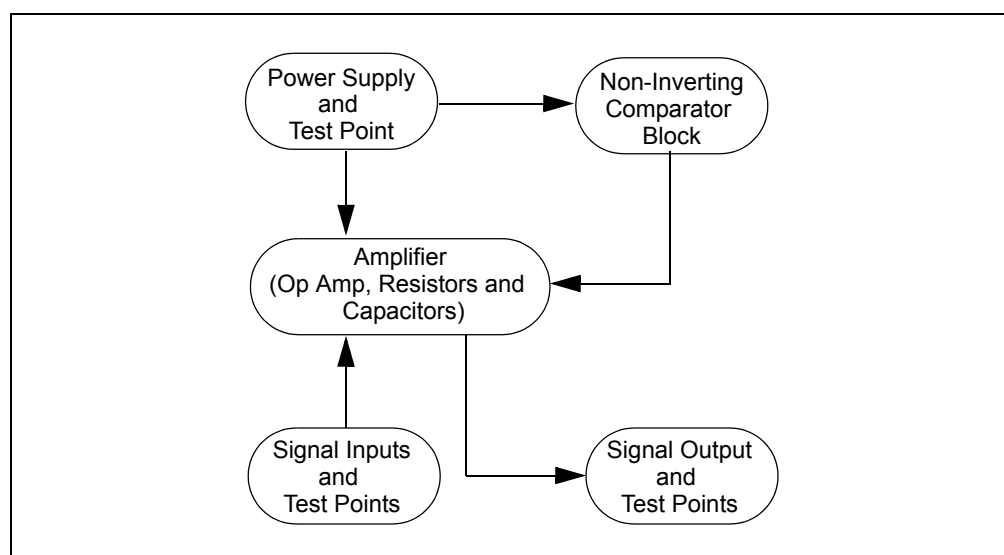 Power Supply
and
Test Point
Non-Inverting
Comparator
Block
Amplifier
(Op Amp, Resistors and
Capacitors)
Signal Inputs
and
Test Points
Signal Output
and
Test Points